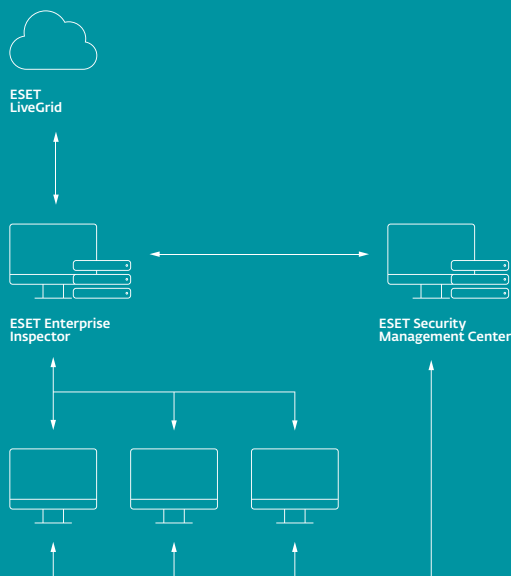 ESET
LiveGrid
ESET Enterprise
Inspector
ESET Security
Management Center